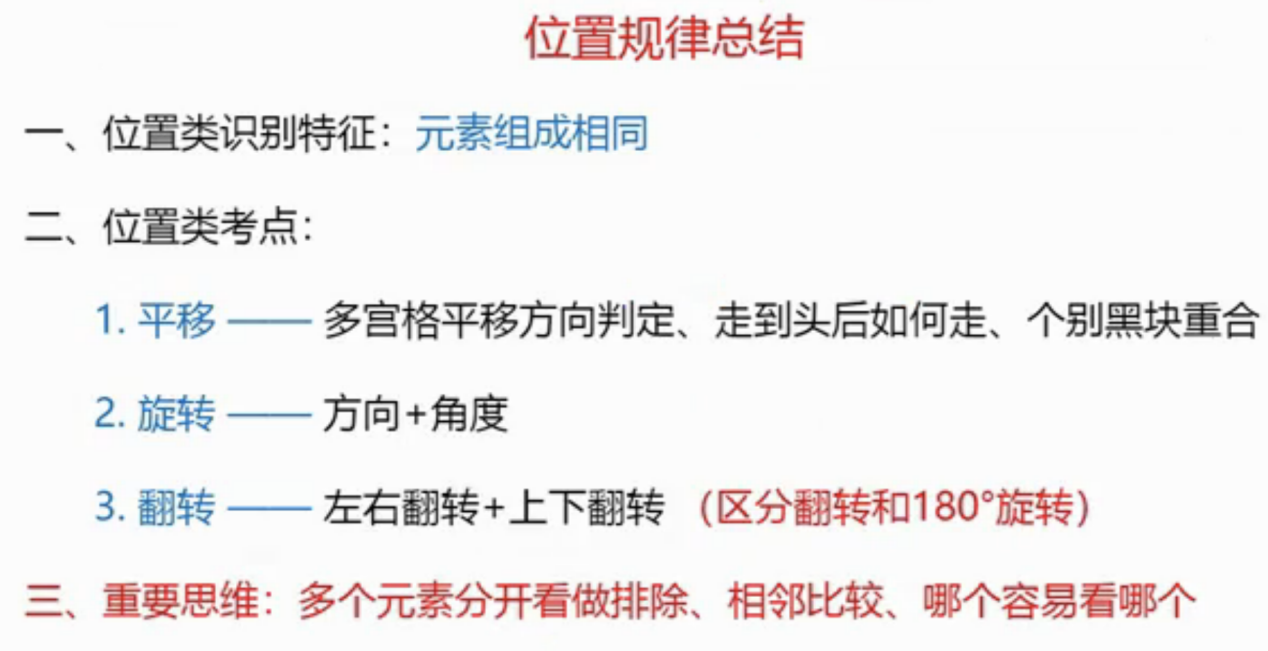 位置规律总结
一、位置类识别特征：元素组成相同
二、位置类考点：
1. 平移 —— 多宫格平移方向判定、走到头后如何走、个别黑块重合
2. 旋转 —— 方向+角度
3. 翻转 —— 左右翻转+上下翻转 （区分翻转和180°旋转）
三、重要思维：多个元素分开看做排除、相邻比较、哪个容易看哪个